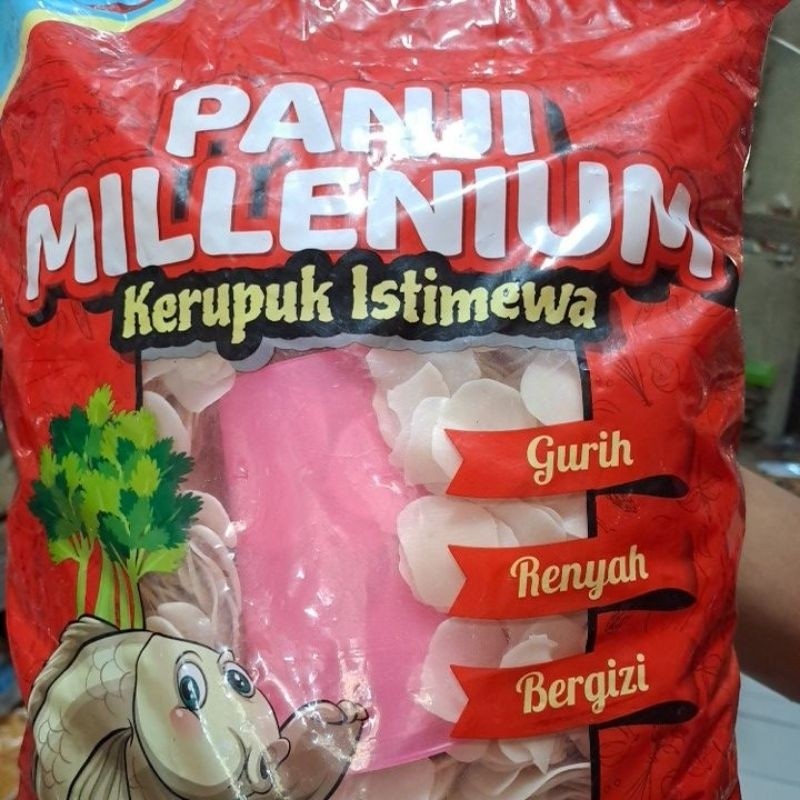 PANJI
MILLENIUM
Kerupuk Istimewa
Gurih
Renyah
Bergizi